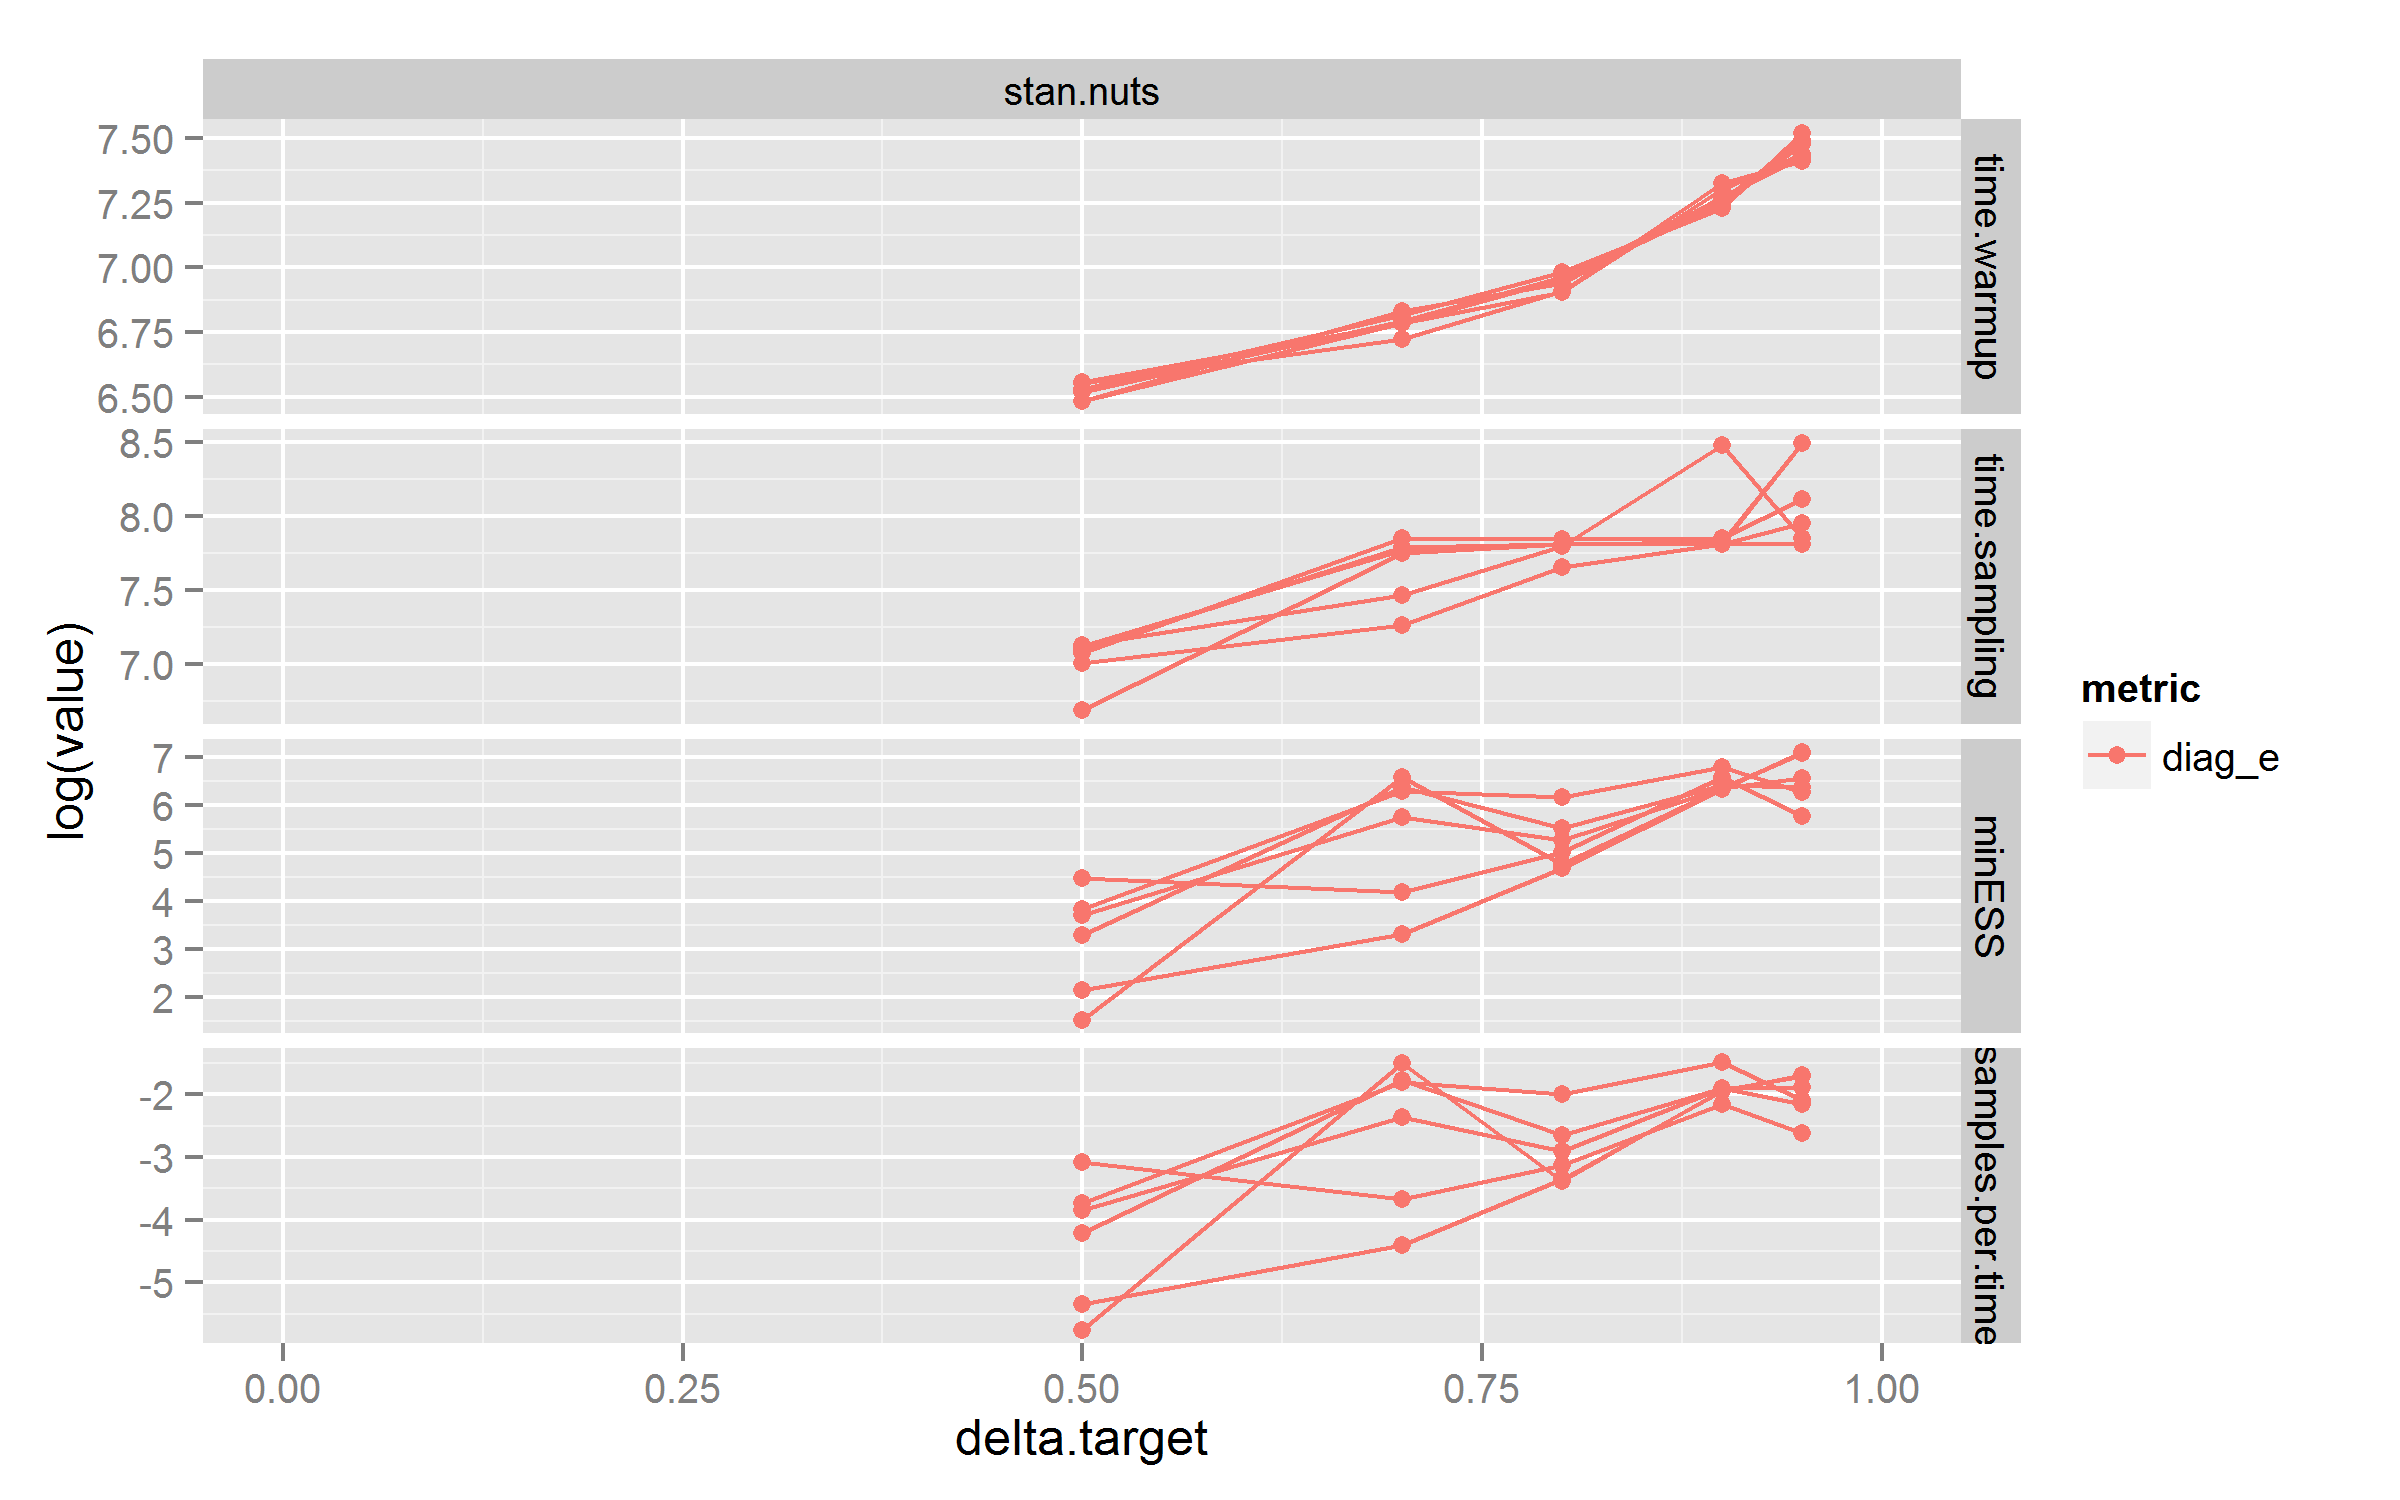 stan.nuts
7.50
7.25
7.00
6.75
6.50
time.warmup
8.5
8.0
7.5
7.0
time.sampling
7
6
5
4
3
2
minESS
-2
-3
-4
-5
samples.per.time
log(value)
0.00 0.25 0.50 0.75 1.00
delta.target
metric
diag_e